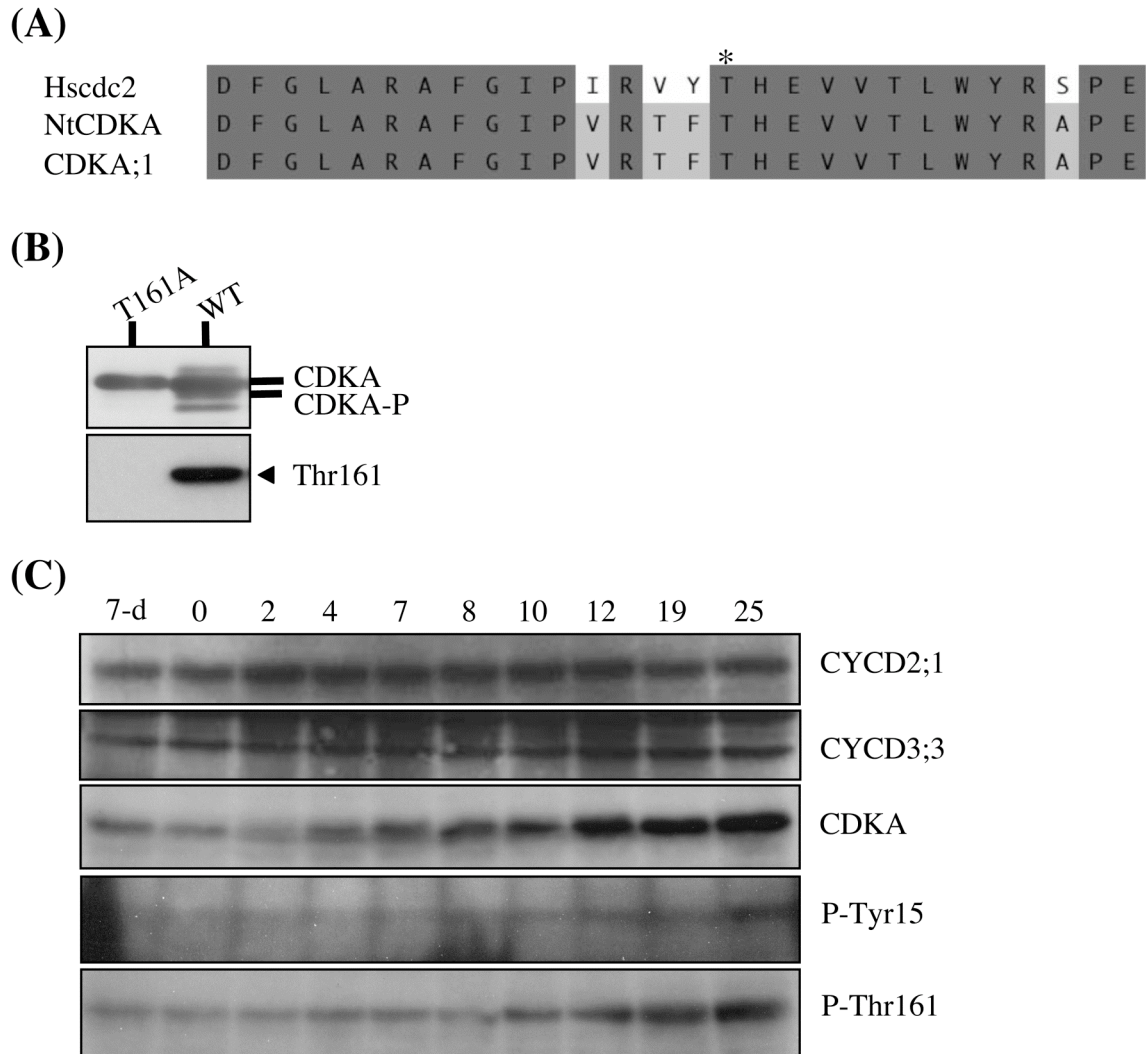 (A)
*
Hscdc2 D F G L A R A F G I P I R V Y T H E V V T L W Y R S P E
NtCDKA D F G L A R A F G I P V R T F T H E V V T L W Y R A P E
CDKA;1 D F G L A R A F G I P V R T F T H E V V T L W Y R A P E
(B)
T161A WT
CDKA
CDKA-P
Thr161
(C)
7-d 0 2 4 7 8 10 12 19 25
CYCD2;1
CYCD3;3
CDKA
P-Tyr15
P-Thr161